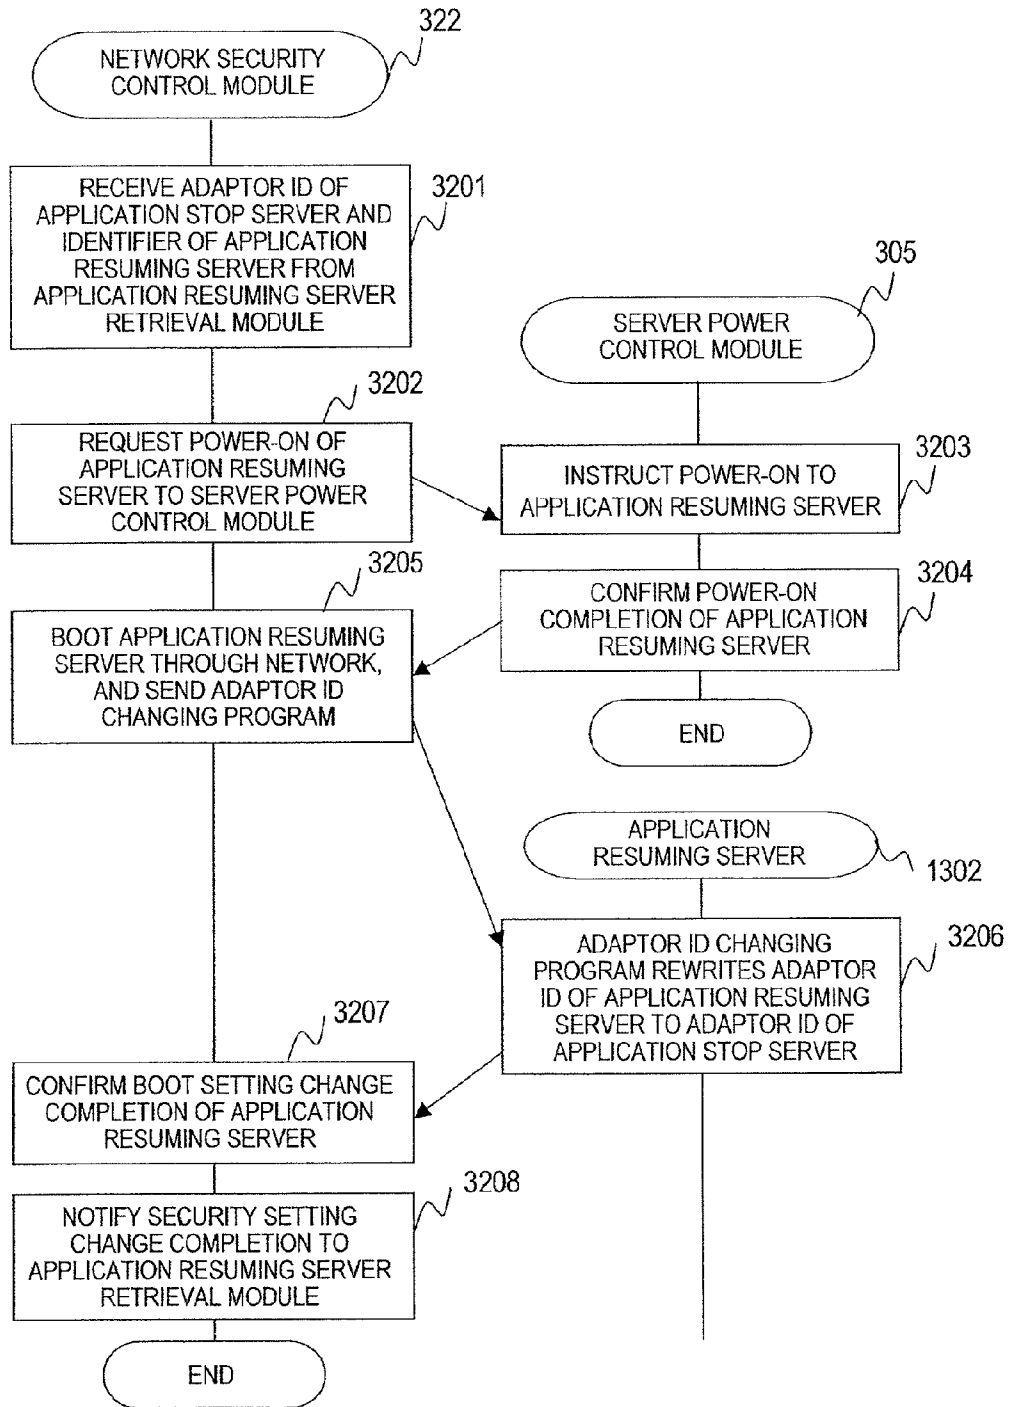 322
NETWORK SECURITY
CONTROL MODULE
3201
RECEIVE ADAPTOR ID OF
APPLICATION STOP SERVER AND
IDENTIFIER OF APPLICATION
RESUMING SERVER FROM
APPLICATION RESUMING SERVER
RETRIEVAL MODULE
305
SERVER POWER
CONTROL MODULE
3202
REQUEST POWER-ON OF
APPLICATION RESUMING
SERVER TO SERVER POWER
CONTROL MODULE
3203
INSTRUCT POWER-ON TO
APPLICATION RESUMING SERVER
3204
CONFIRM POWER-ON
COMPLETION OF APPLICATION
RESUMING SERVER
END
3205
BOOT APPLICATION RESUMING
SERVER THROUGH NETWORK,
AND SEND ADAPTOR ID
CHANGING PROGRAM
APPLICATION
RESUMING SERVER
1302
3206
ADAPTOR ID CHANGING
PROGRAM REWRITES ADAPTOR
ID OF APPLICATION RESUMING
SERVER TO ADAPTOR ID OF
APPLICATION STOP SERVER
3207
CONFIRM BOOT SETTING CHANGE
COMPLETION OF APPLICATION
RESUMING SERVER
3208
NOTIFY SECURITY SETTING
CHANGE COMPLETION TO
APPLICATION RESUMING SERVER
RETRIEVAL MODULE
END